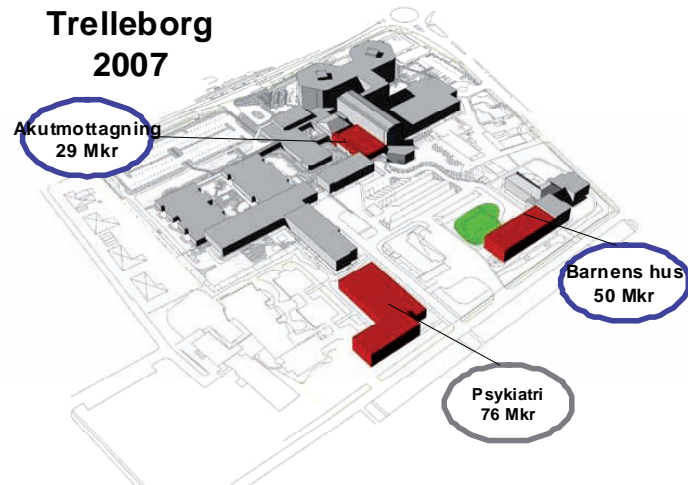 Trelleborg
2007
Akutmottagning
29 Mkr
Barnens hus
50 Mkr
Psykiatri
76 Mkr